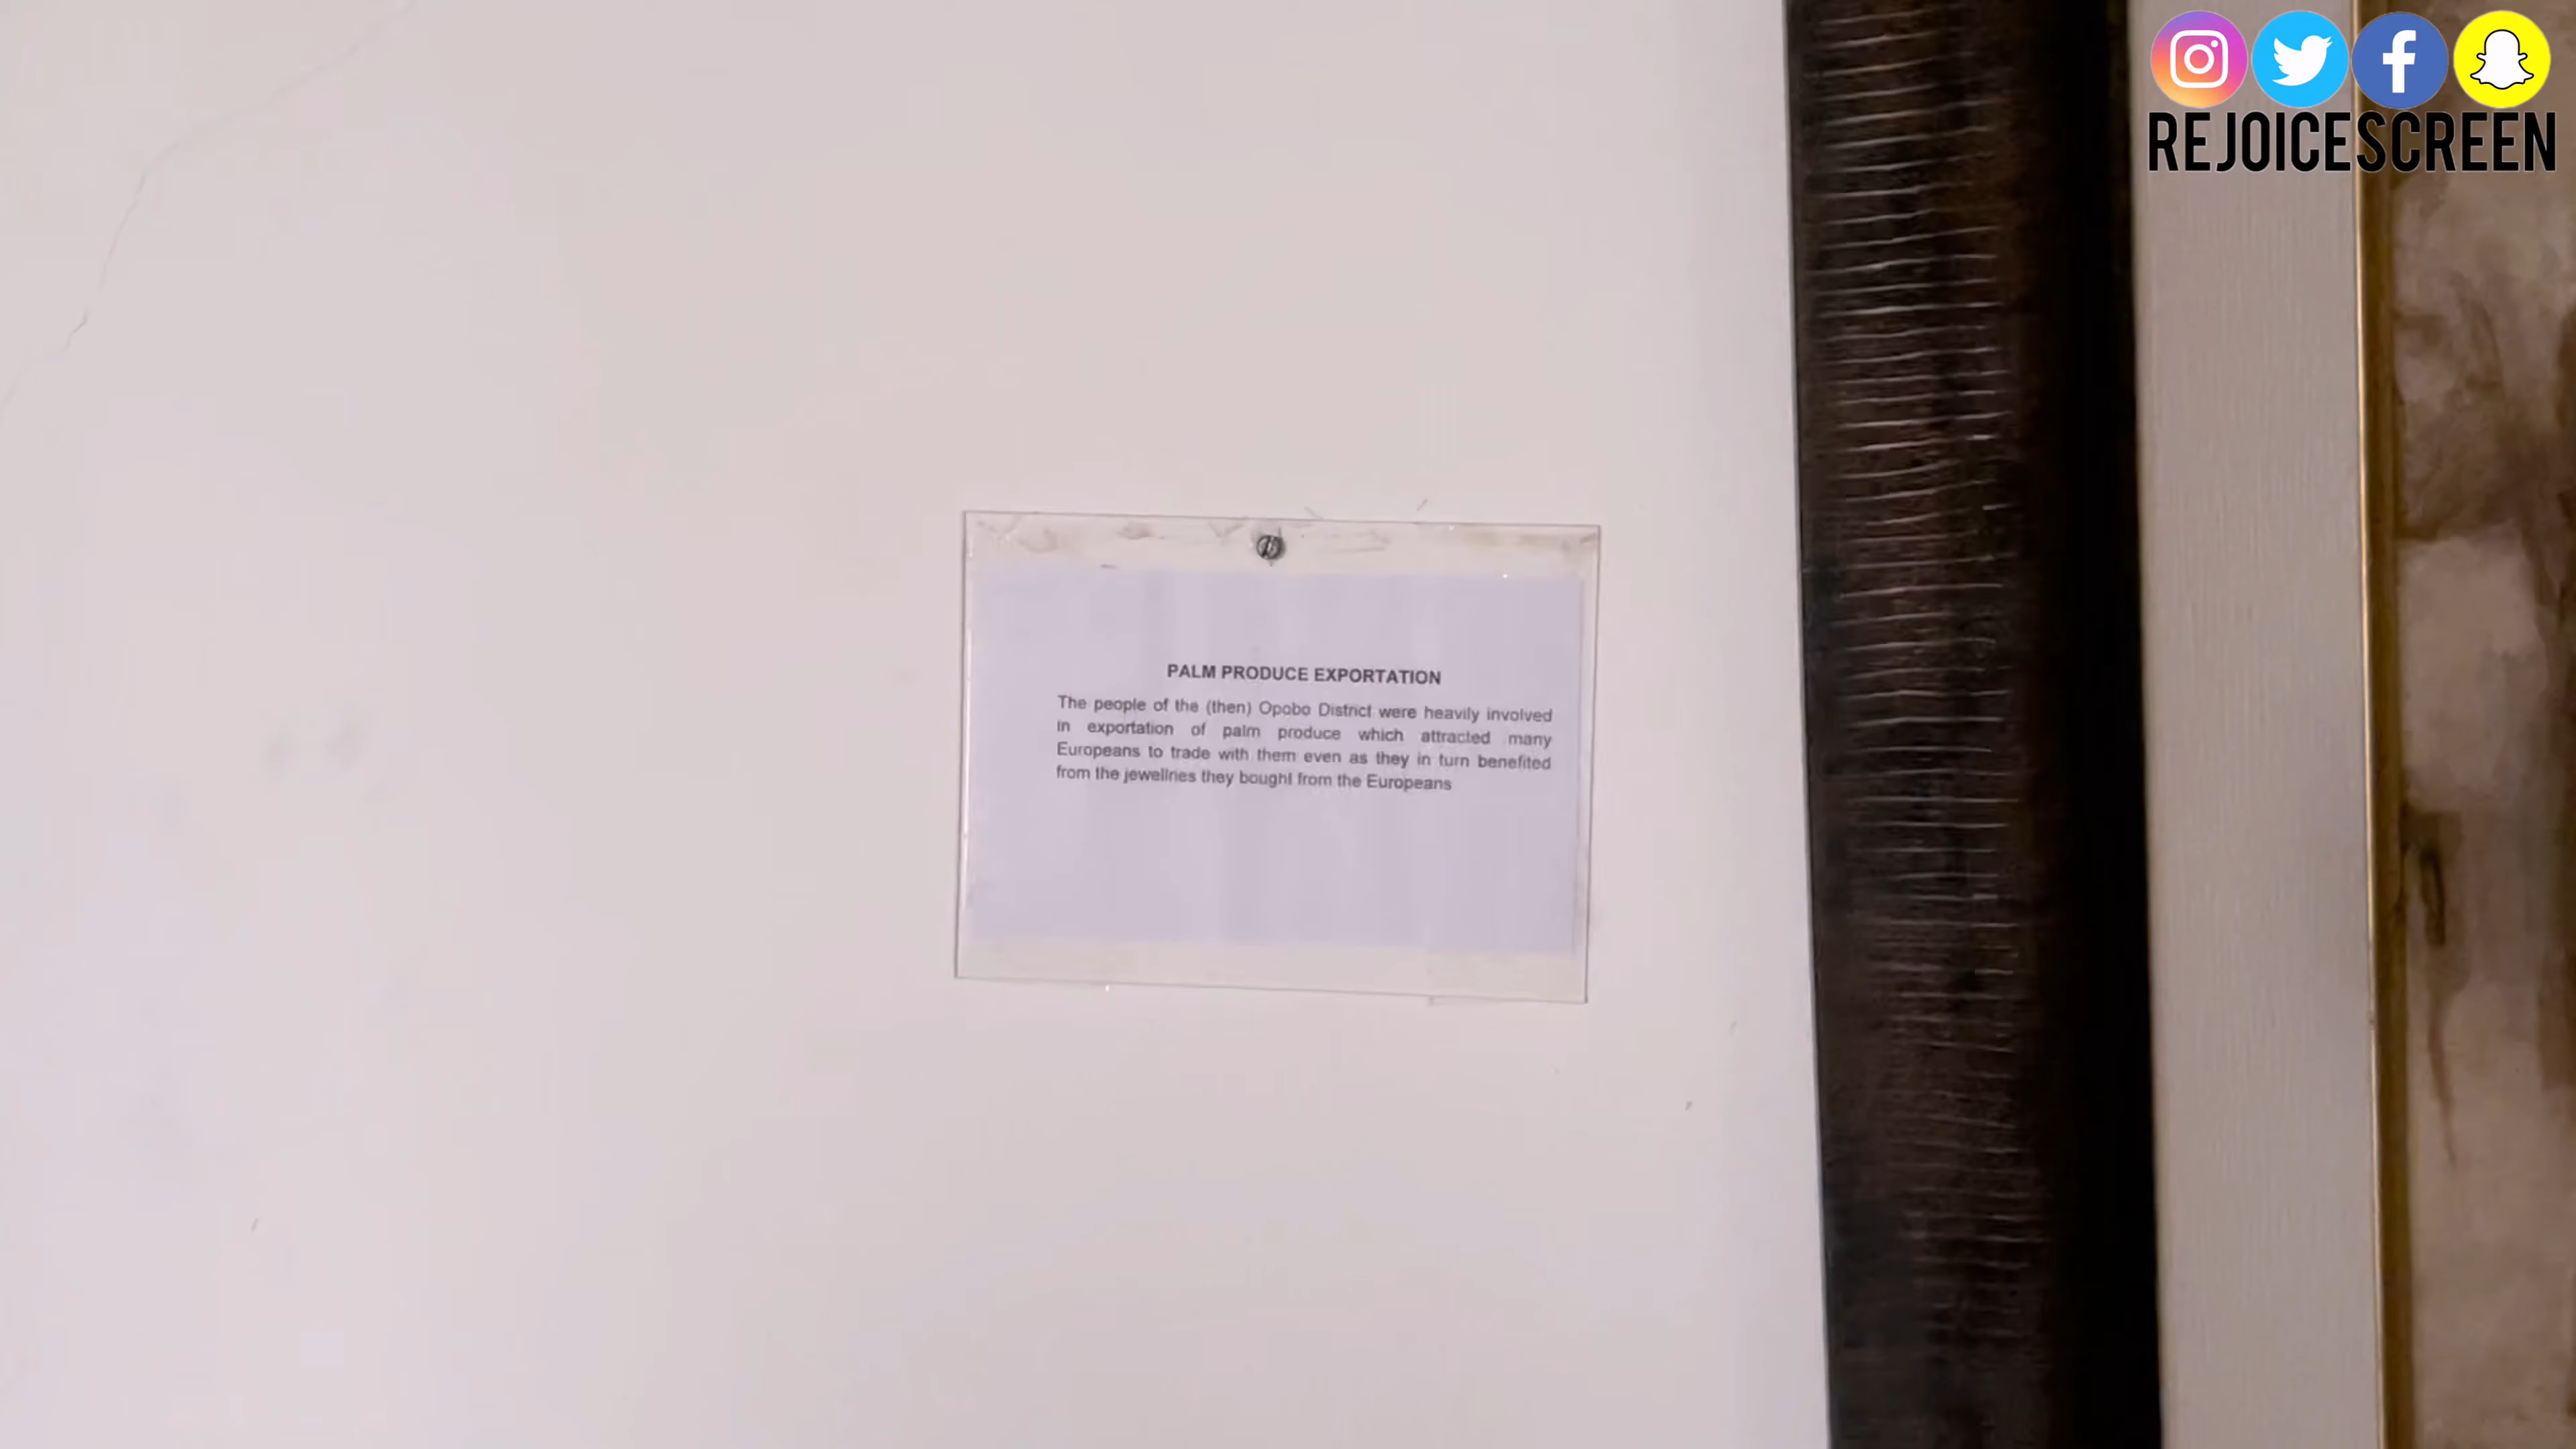 REJOICESCREEN
PALM PRODUCE EXPORTATION
The people of the (then) Opobo District were heavily involved
in exportation of palm produce which attracted many
Europeans to trade with them even as they in turn benefited
from the jewellries they bought from the Europeans